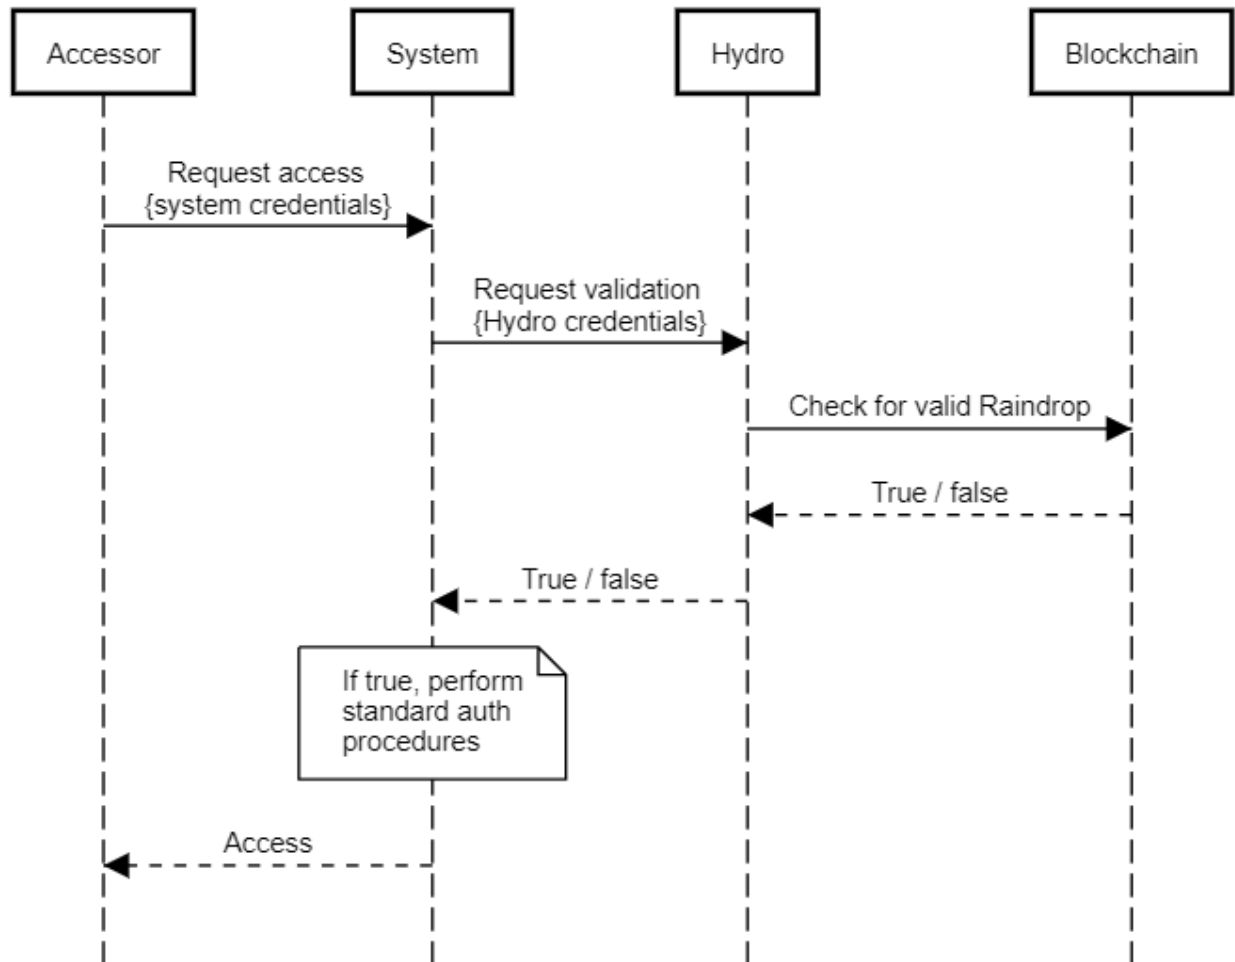 Accessor
System
Hydro
Blockchain
Request access
{system credentials}
Request validation
{Hydro credentials}
Check for valid Raindrop
True / false
True / false
If true, perform
standard auth
procedures
Access